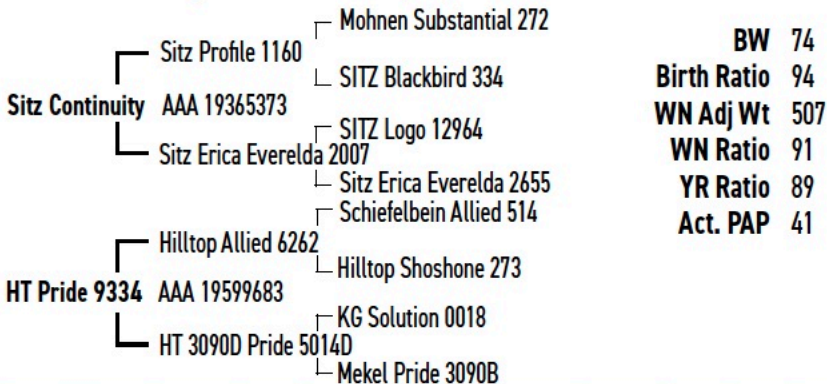 Mohnen Substantial 272
Sitz Profile 1160
SITZ Blackbird 334
Sitz Continuity AAA 19365373
SITZ Logo 12964
Sitz Erica Everelda 2007
Sitz Erica Everelda 2655
Schiefelbein Allied 514
Hilltop Allied 6262
Hilltop Shoshone 273
HT Pride 9334 AAA 19599683
KG Solution 0018
HT 3090D Pride 5014D
Mekel Pride 3090B
BW 74
Birth Ratio 94
WN Adj Wt 507
WN Ratio 91
YR Ratio 89
Act. PAP 41